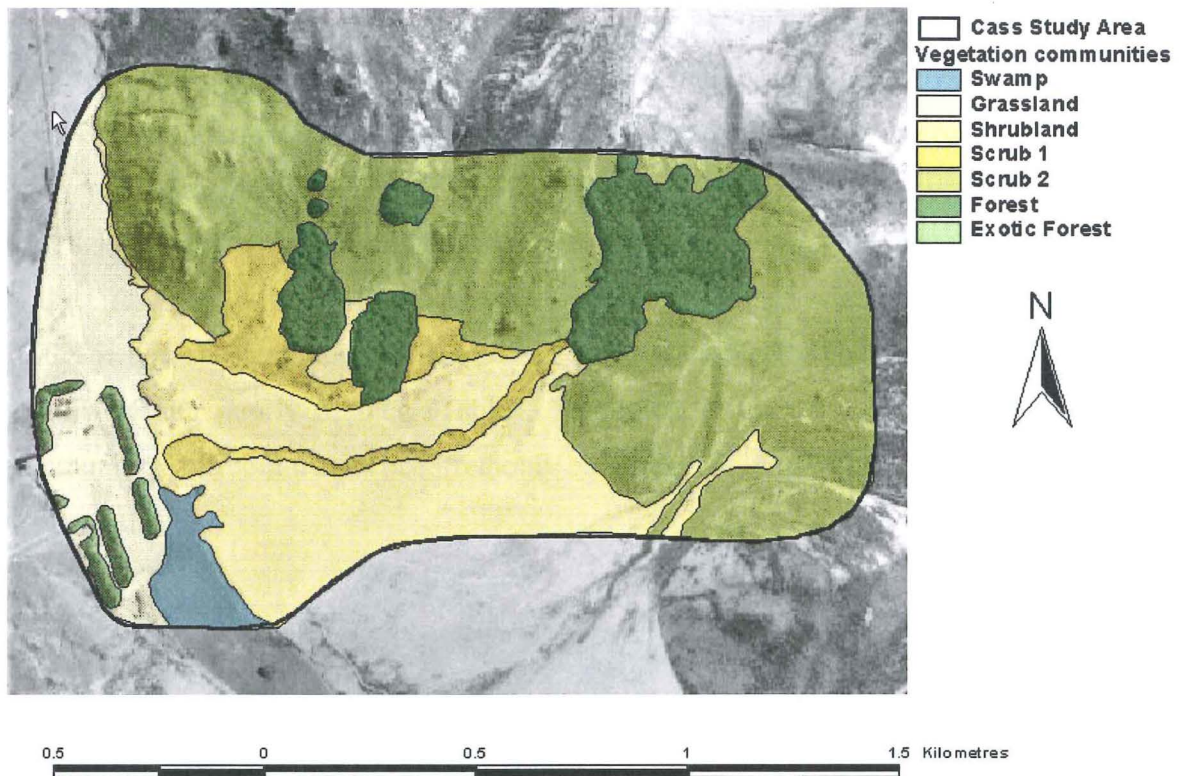 Cass Study Area
Vegetation communities
Swamp
Grassland
Shrubland
Scrub 1
Scrub 2
Forest
Exotic Forest
N
0.5 0 0.5 1 1.5 Kilometres